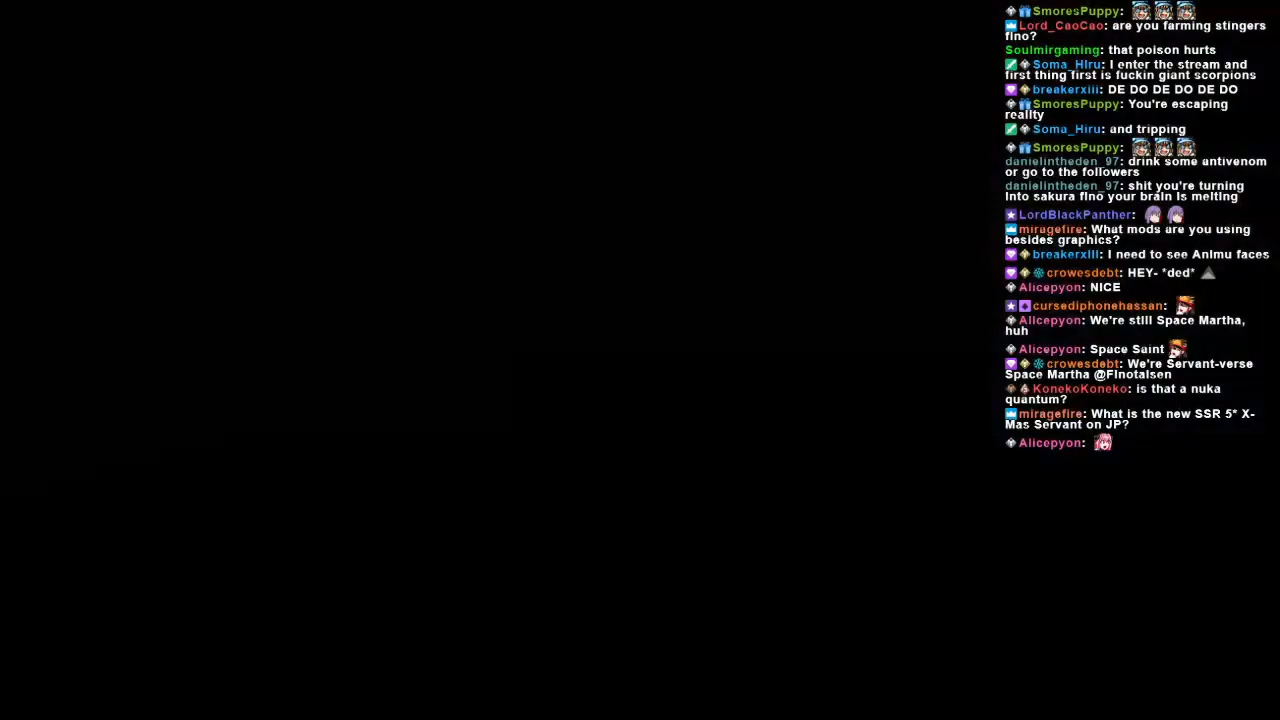 SmoresPuppy:
Lord_CaoCao: are you farming stingers
fino?
Soulmirgaming: that poison hurts
Soma_Hiru: I enter the stream and
first thing first is fuckin giant scorpions
breakerxiii: DE DO DE DO DE DO
SmoresPuppy: You're escaping
reality
Soma_Hiru: and tripping
SmoresPuppy:
danielintheden_97: drink some antivenom
or go to the followers
danielintheden_97: shit you're turning
into sakura fino your brain is melting
LordBlackPanther:
miragefire: What mods are you using
besides graphics?
breakerxiii: I need to see Animu faces
crowesdebt: HEY- *ded*
Alicepyon: NICE
cursediphonehassan:
Alicepyon: We're still Space Martha,
huh
Alicepyon: Space Saint
crowesdebt: We're Servant-verse
Space Martha @Finotaisen
KonekoKoneko: is that a nuka
quantum?
miragefire: What is the new SSR 5* X-
Mas Servant on JP?
Alicepyon: